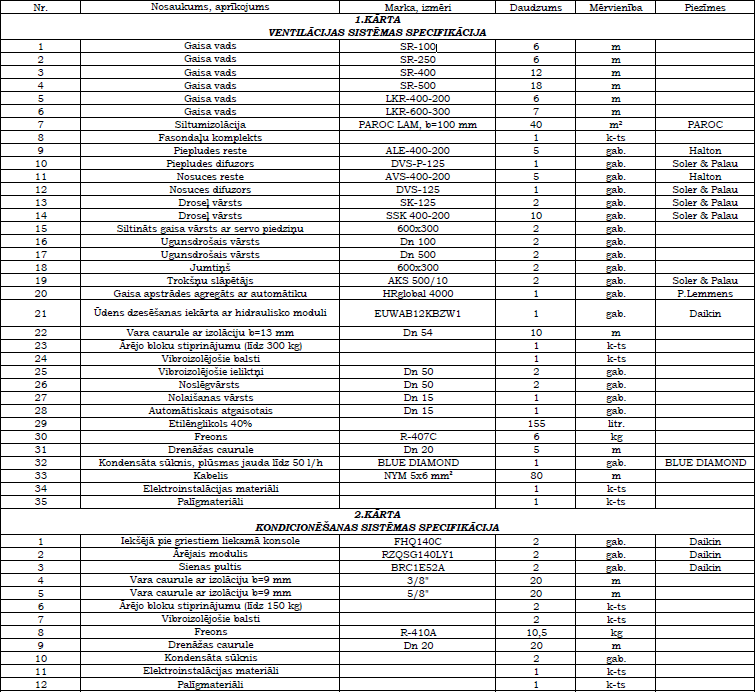 Nr. Nosaukums, aprīkojums Marka, izmēri Daudzums Mērvienība Piezīmes
1.KĀRTA
VENTILĀCIJAS SISTĒMAS SPECIFIKĀCIJA
1 Gaisa vads SR-100 6 m
2 Gaisa vads SR-250 6 m
3 Gaisa vads SR-400 12 m
4 Gaisa vads SR-500 18 m
5 Gaisa vads LKR-400-200 6 m
6 Gaisa vads LKR-600-300 7 m
7 Siltumizolācija PAROC LAM, b=100 mm 40 m² PAROC
8 Fasondaļu komplekts 1 k-ts
9 Piepludes reste ALE-400-200 5 gab. Halton
10 Piepludes difuzors DVS-P-125 1 gab. Soler & Palau
11 Nosuces reste AVS-400-200 5 gab. Halton
12 Nosuces difuzors DVS-125 1 gab. Soler & Palau
13 Droseļ vārsts SK-125 2 gab. Soler & Palau
14 Droseļ vārsts SSK 400-200 10 gab. Soler & Palau
15 Siltināts gaisa vārsts ar servo piedziņu 600x300 2 gab.
16 Ugunsdrošais vārsts Dn 100 2 gab.
17 Ugunsdrošais vārsts Dn 500 2 gab.
18 Jumtiņš 600x300 2 gab.
19 Trokšņu slāpētājs AKS 500/10 2 gab. Soler & Palau
20 Gaisa apstrādes agregāts ar automātiku HRglobal 4000 1 gab. P.Lemmens
21 Ūdens dzesēšanas iekārta ar hidraulisko moduli EUWAB12KBZW1 1 gab. Daikin
22 Vara caurule ar izolāciju b=13 mm Dn 54 10 m
23 Ārējo bloku stiprinājumu (līdz 300 kg) 1 k-ts
24 Vibroizolējošie balsti 1 k-ts
25 Vibroizolējošie ieliktņi Dn 50 2 gab.
26 Noslēgvārsts Dn 50 2 gab.
27 Nolaišanas vārsts Dn 15 1 gab.
28 Automātiskais atgaisotais Dn 15 1 gab.
29 Etilēnglikols 40% 155 litr.
30 Freons R-407C 6 kg
31 Drenāžas caurule Dn 20 5 m
32 Kondensāta sūknis, plūsmas jauda līdz 50 l/h BLUE DIAMOND 1 gab. BLUE DIAMOND
33 Kabelis NYM 5x6 mm² 80 m
34 Elektroinstalācijas materiāli 1 k-ts
35 Palīgmateriāli 1 k-ts
2.KĀRTA
KONDICIONĒŠANAS SISTĒMAS SPECIFIKĀCIJA
1 Iekšējā pie griestiem liekamā konsole FHQ140C 2 gab. Daikin
2 Ārējais modulis RZQSG140LY1 2 gab. Daikin
3 Sienas pultis BRC1E52A 2 gab. Daikin
4 Vara caurule ar izolāciju b=9 mm 3/8" 20 m
5 Vara caurule ar izolāciju b=9 mm 5/8" 20 m
6 Ārējo bloku stiprinājumu (līdz 150 kg) 2 k-ts
7 Vibroizolējošie balsti 2 k-ts
8 Freons R-410A 10,5 kg
9 Drenāžas caurule Dn 20 20 m
10 Kondensāta sūknis 2 gab.
11 Elektroinstalācijas materiāli 1 k-ts
12 Palīgmateriāli 1 k-ts